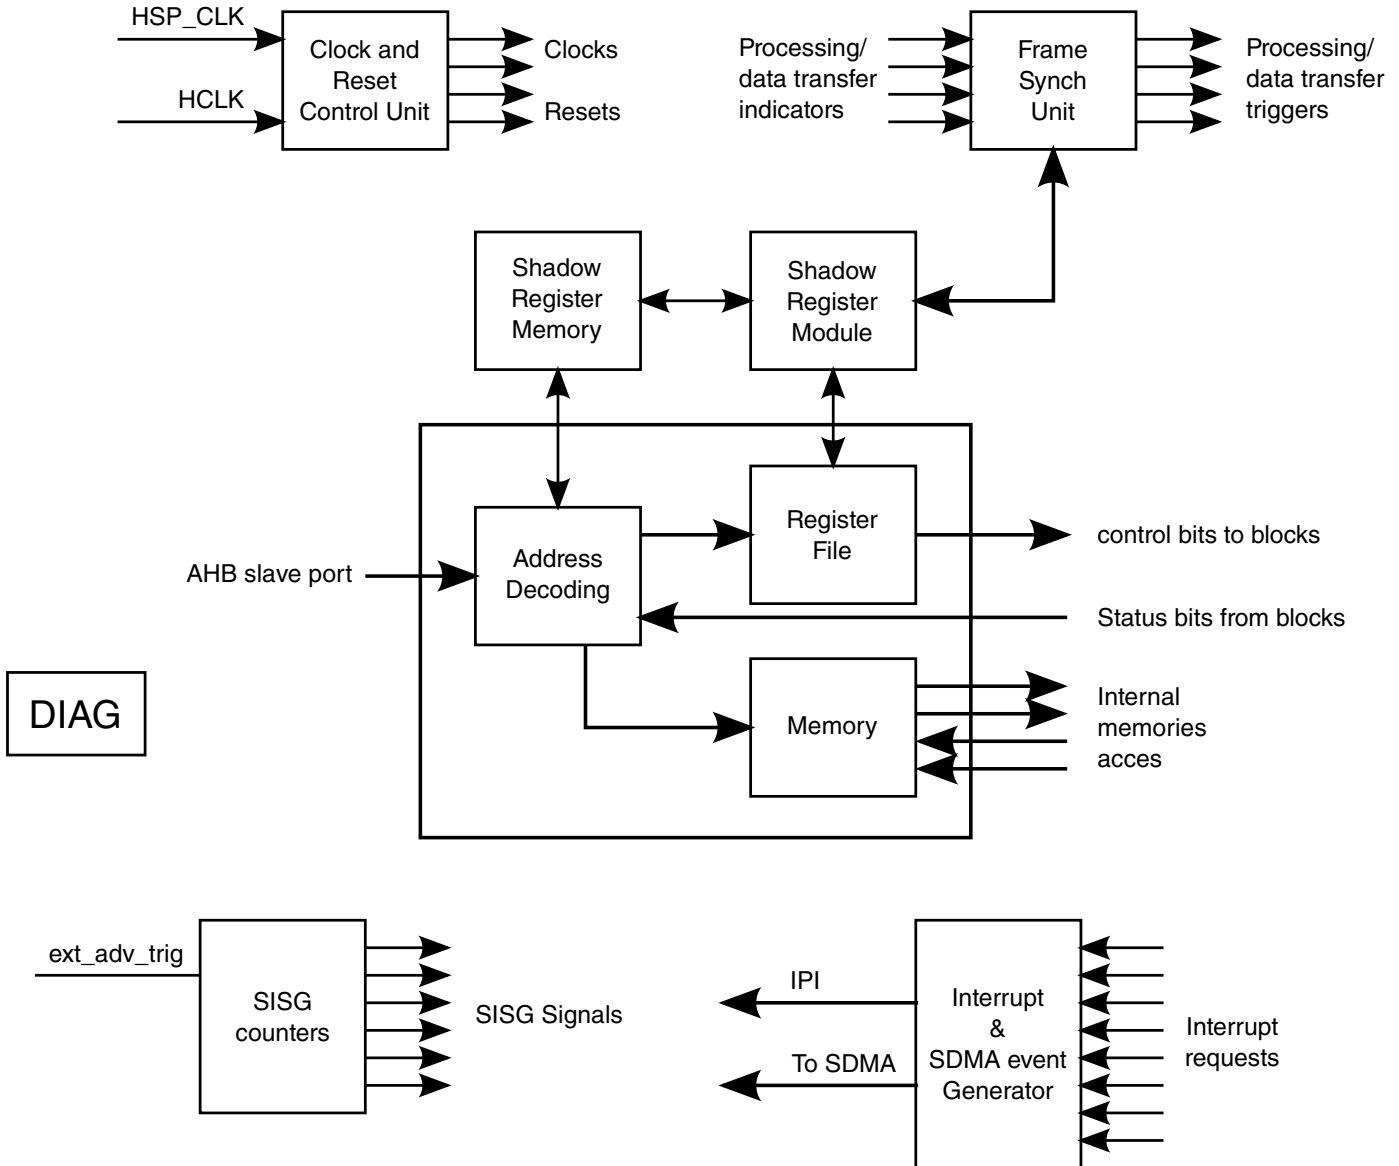 HSP_CLK
HCLK
Clock and
Reset
Control Unit
Clocks
Resets
Processing/
data transfer
indicators
Frame
Synch
Unit
Processing/
data transfer
triggers
Shadow
Register
Memory
Shadow
Register
Module
AHB slave port
Address
Decoding
Register
File
control bits to blocks
Status bits from blocks
DIAG
Memory
Internal
memories
acces
ext_adv_trig
SISG
counters
SISG Signals
IPI
To SDMA
Interrupt
&
SDMA event
Generator
Interrupt
requests